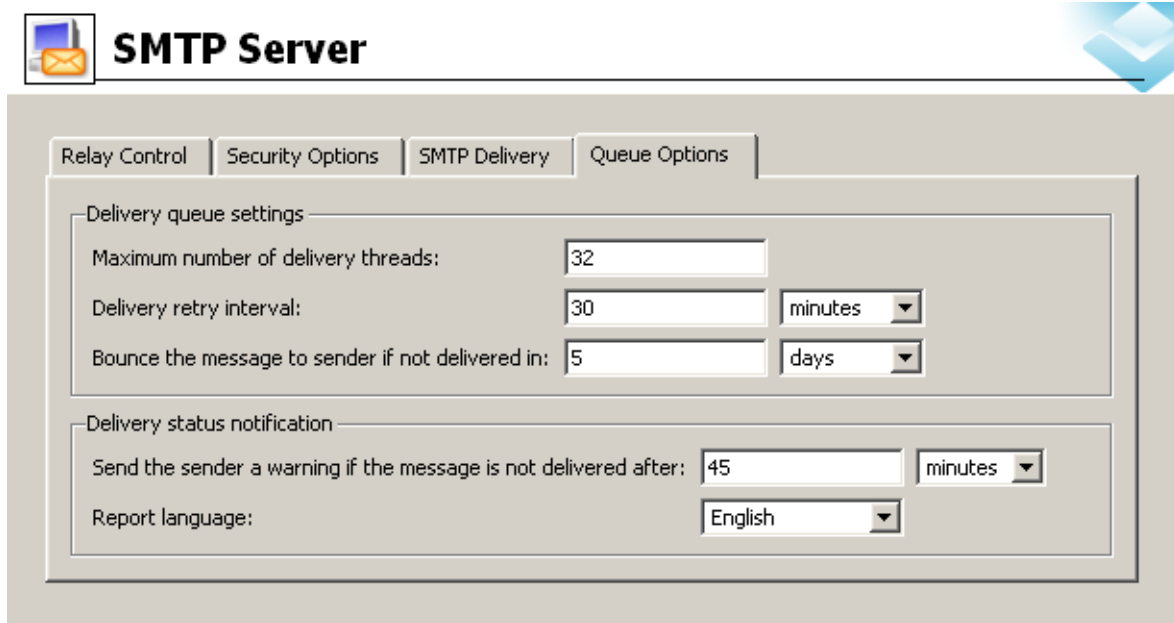 SMTP Server
Relay Control Security Options SMTP Delivery Queue Options
Delivery queue settings
Maximum number of delivery threads: 32
Delivery retry interval: 30 minutes
Bounce the message to sender if not delivered in: 5 days
Delivery status notification
Send the sender a warning if the message is not delivered after: 45 minutes
Report language: English